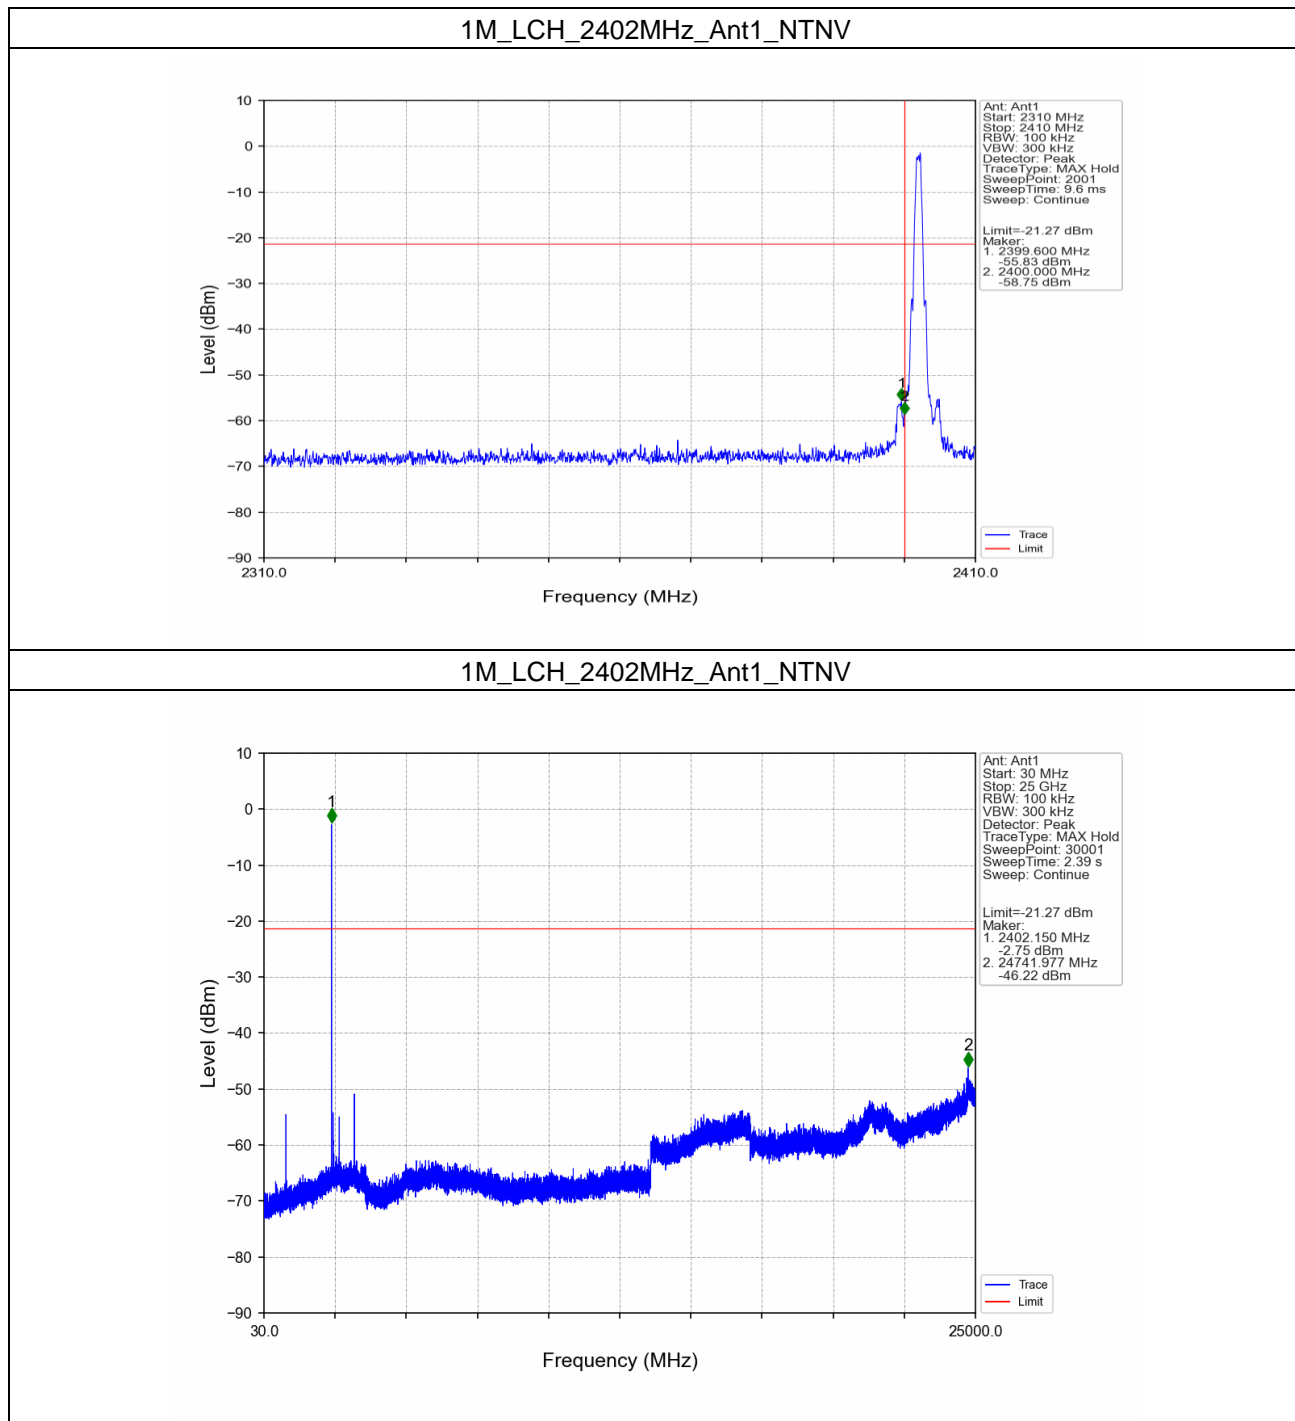 1M_LCH_2402MHz_Ant1_NTNV
10
0
−10
−20
−30
−40
−50
−60
−70
−80
−90
Level (dBm)
2310.0
2410.0
Frequency (MHz)
1
2
Ant: Ant1
Start: 2310 MHz
Stop: 2410 MHz
RBW: 100 kHz
VBW: 300 kHz
Detector: Peak
TraceType: MAX Hold
SweepPoint: 2001
SweepTime: 9.6 ms
Sweep: Continue
Limit=-21.27 dBm
Maker:
1. 2399.600 MHz
-55.83 dBm
2. 2400.000 MHz
-58.75 dBm
Trace
Limit
1M_LCH_2402MHz_Ant1_NTNV
10
0
−10
−20
−30
−40
−50
−60
−70
−80
−90
Level (dBm)
30.0
25000.0
Frequency (MHz)
1
2
Ant: Ant1
Start: 30 MHz
Stop: 25 GHz
RBW: 100 kHz
VBW: 300 kHz
Detector: Peak
TraceType: MAX Hold
SweepPoint: 30001
SweepTime: 2.39 s
Sweep: Continue
Limit=-21.27 dBm
Maker:
1. 2402.150 MHz
-2.75 dBm
2. 24741.977 MHz
-46.22 dBm
Trace
Limit